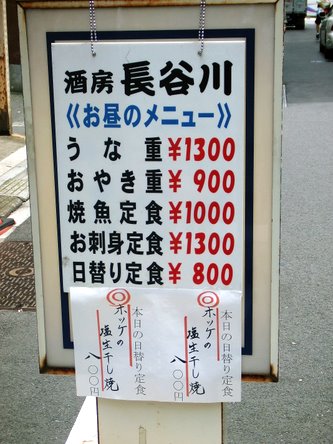 酒房 長谷川
《お昼のメニュー》
うな重 ¥1300
おやき重 ¥900
焼魚定食 ¥1000
お刺身定食 ¥1300
日替り定食 ¥800
本日の日替り定食
◎ホッケの
塩生干し焼
八〇〇円
本日の日替り定食
◎ホッケの
塩生干し焼
八〇〇円